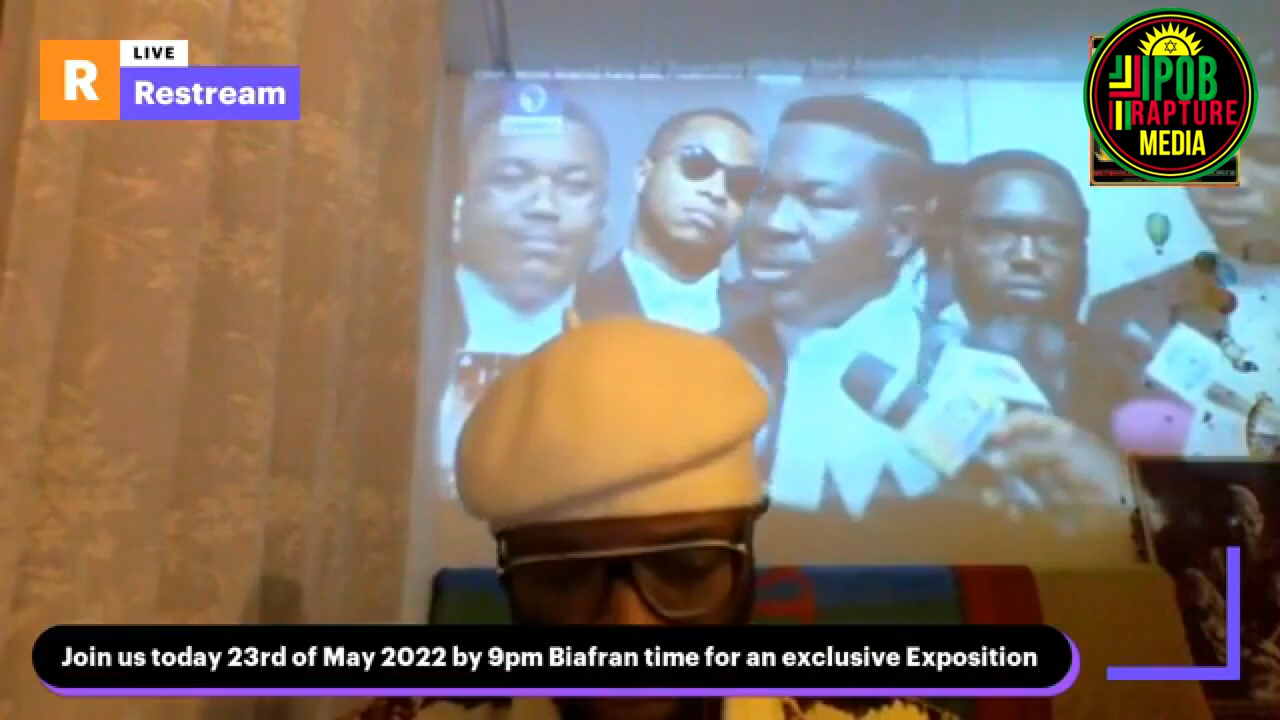 R
LIVE
Restream
IPOB
RAPTURE
MEDIA
Join us today 23rd of May 2022 by 9pm Biafran time for an exclusive Exposition